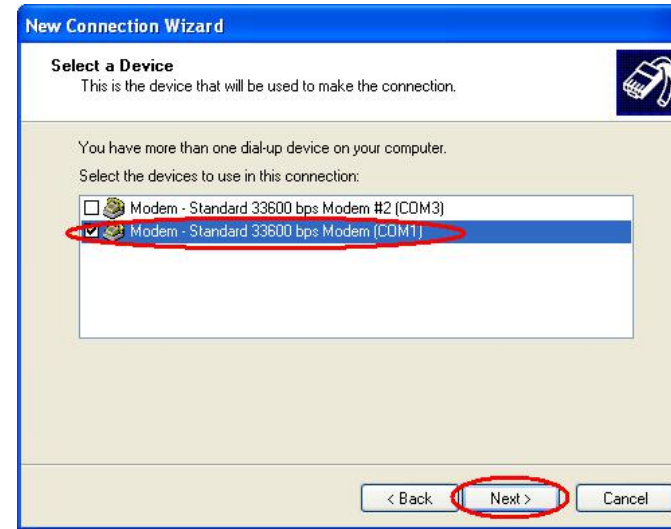 New Connection Wizard
Select a Device
This is the device that will be used to make the connection.
You have more than one dial-up device on your computer.
Select the devices to use in this connection:
Modem - Standard 33600 bps Modem #2 (COM3)
Modem - Standard 33600 bps Modem (COM1)
< Back Next > Cancel